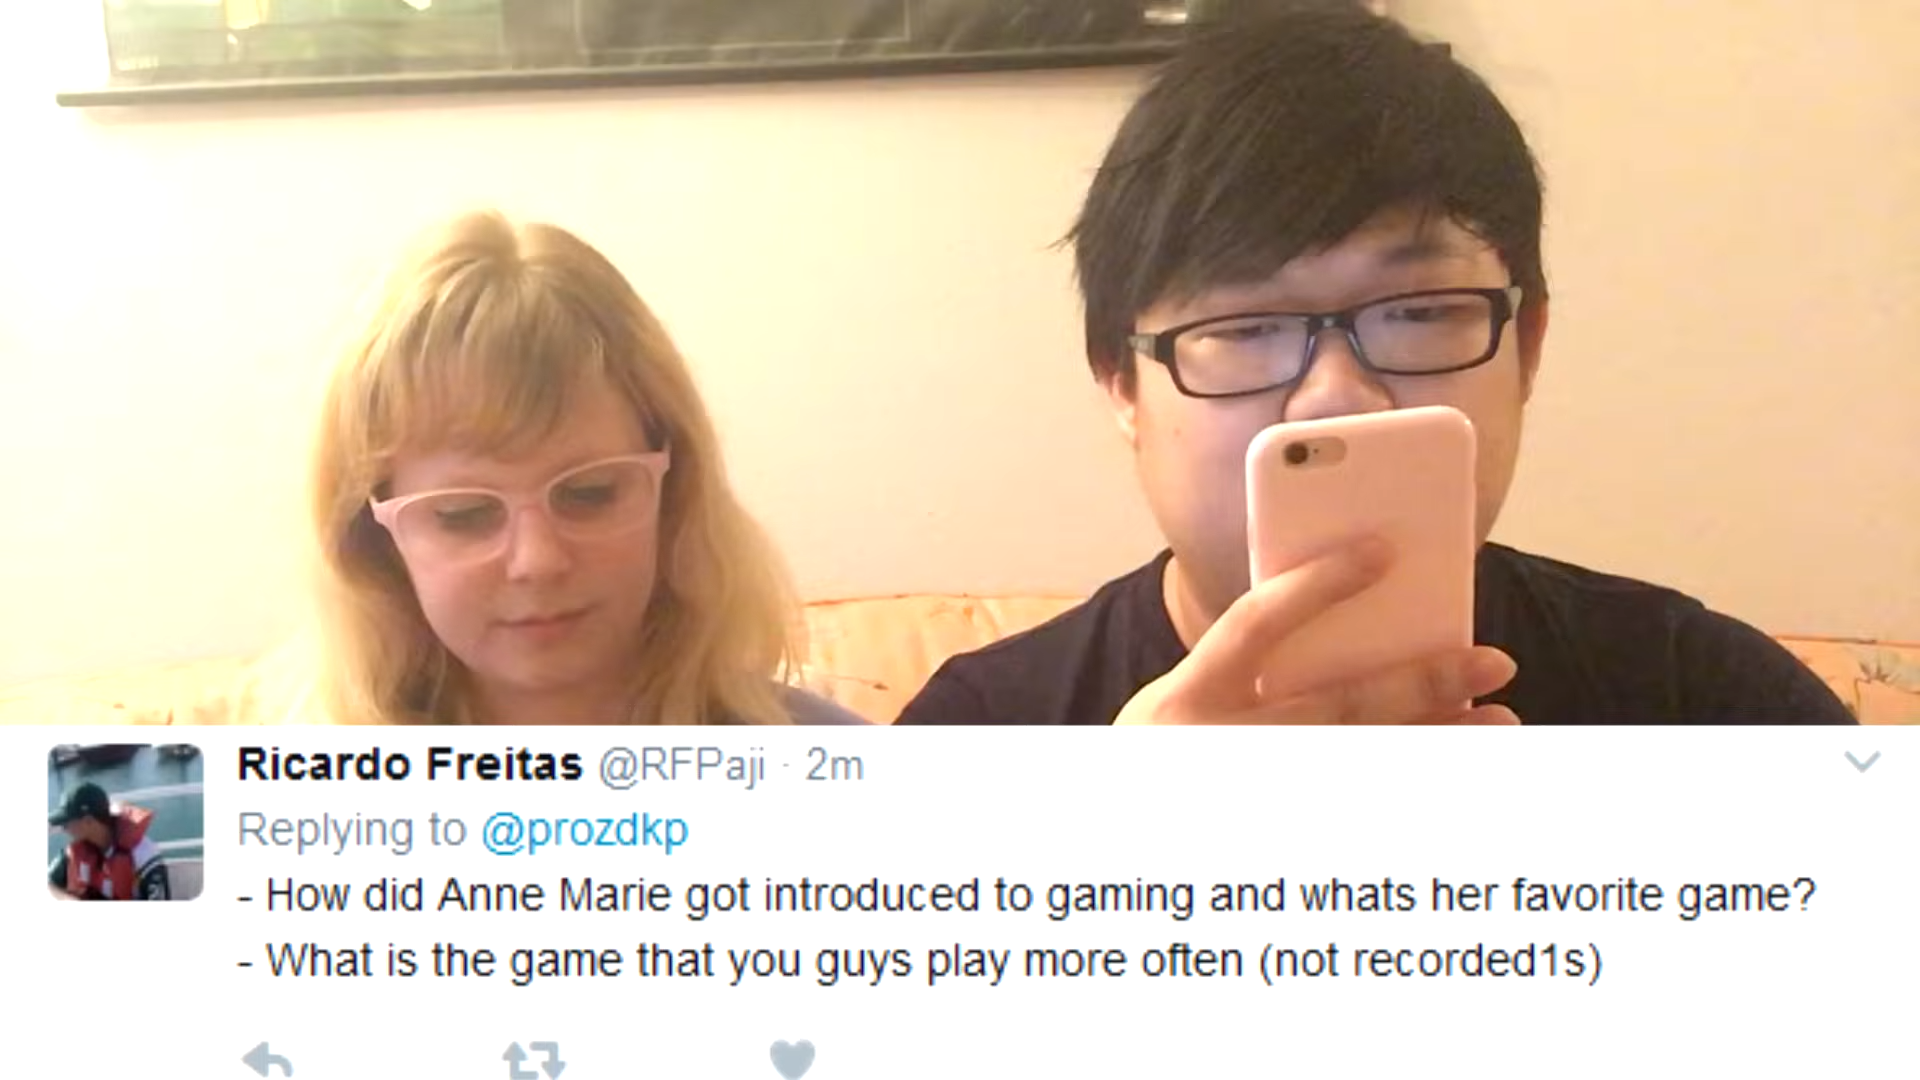 Ricardo Freitas @RFPaji · 2m
Replying to @prozdkp
- How did Anne Marie got introduced to gaming and whats her favorite game?
- What is the game that you guys play more often (not recorded1s)